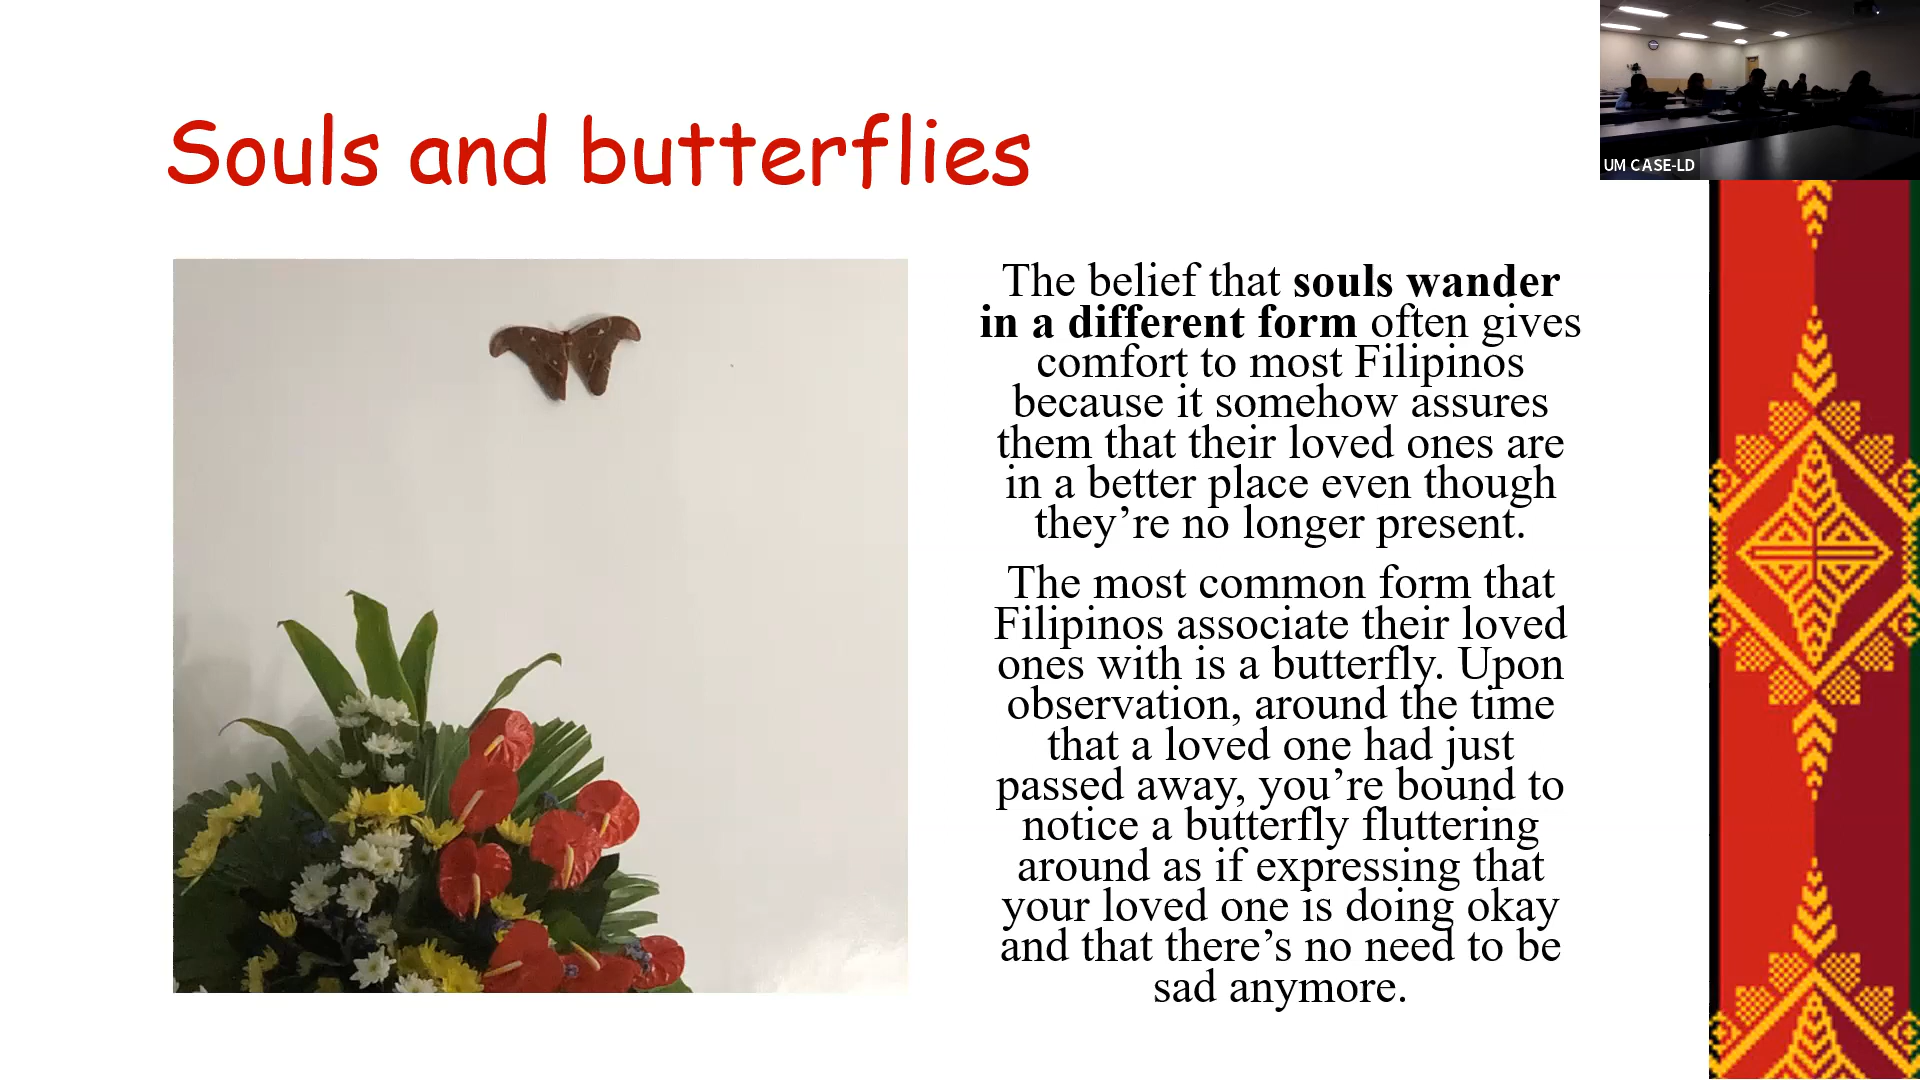 Souls and butterflies
UM CASE-LD
The belief that souls wander
in a different form often gives
comfort to most Filipinos
because it somehow assures
them that their loved ones are
in a better place even though
they’re no longer present.
The most common form that
Filipinos associate their loved
ones with is a butterfly. Upon
observation, around the time
that a loved one had just
passed away, you’re bound to
notice a butterfly fluttering
around as if expressing that
your loved one is doing okay
and that there’s no need to be
sad anymore.